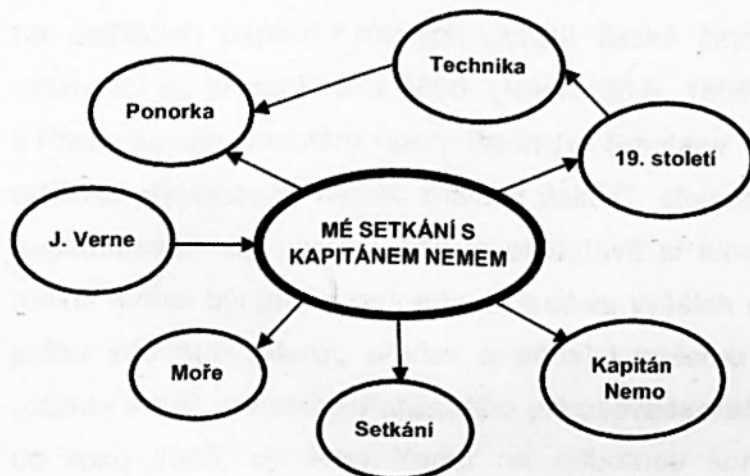 Technika
Ponorka
19. století
J. Verne
MÉ SETKÁNÍ S
KAPITÁNEM NEMEM
Moře
Setkání
Kapitán
Nemo